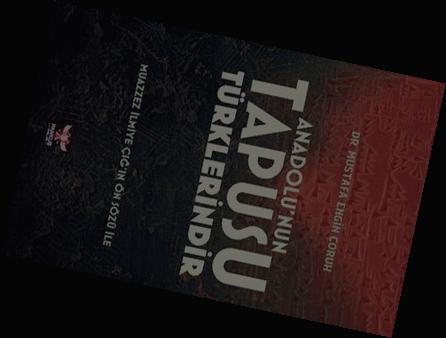 DR. MUSTAFA ENGİN ÇORUH
ANADOLU'NUN
TAPUSU
TÜRKLERİNDİR
MUAZZEZ İLMİYE ÇIĞ'IN ÖN SÖZÜ İLE